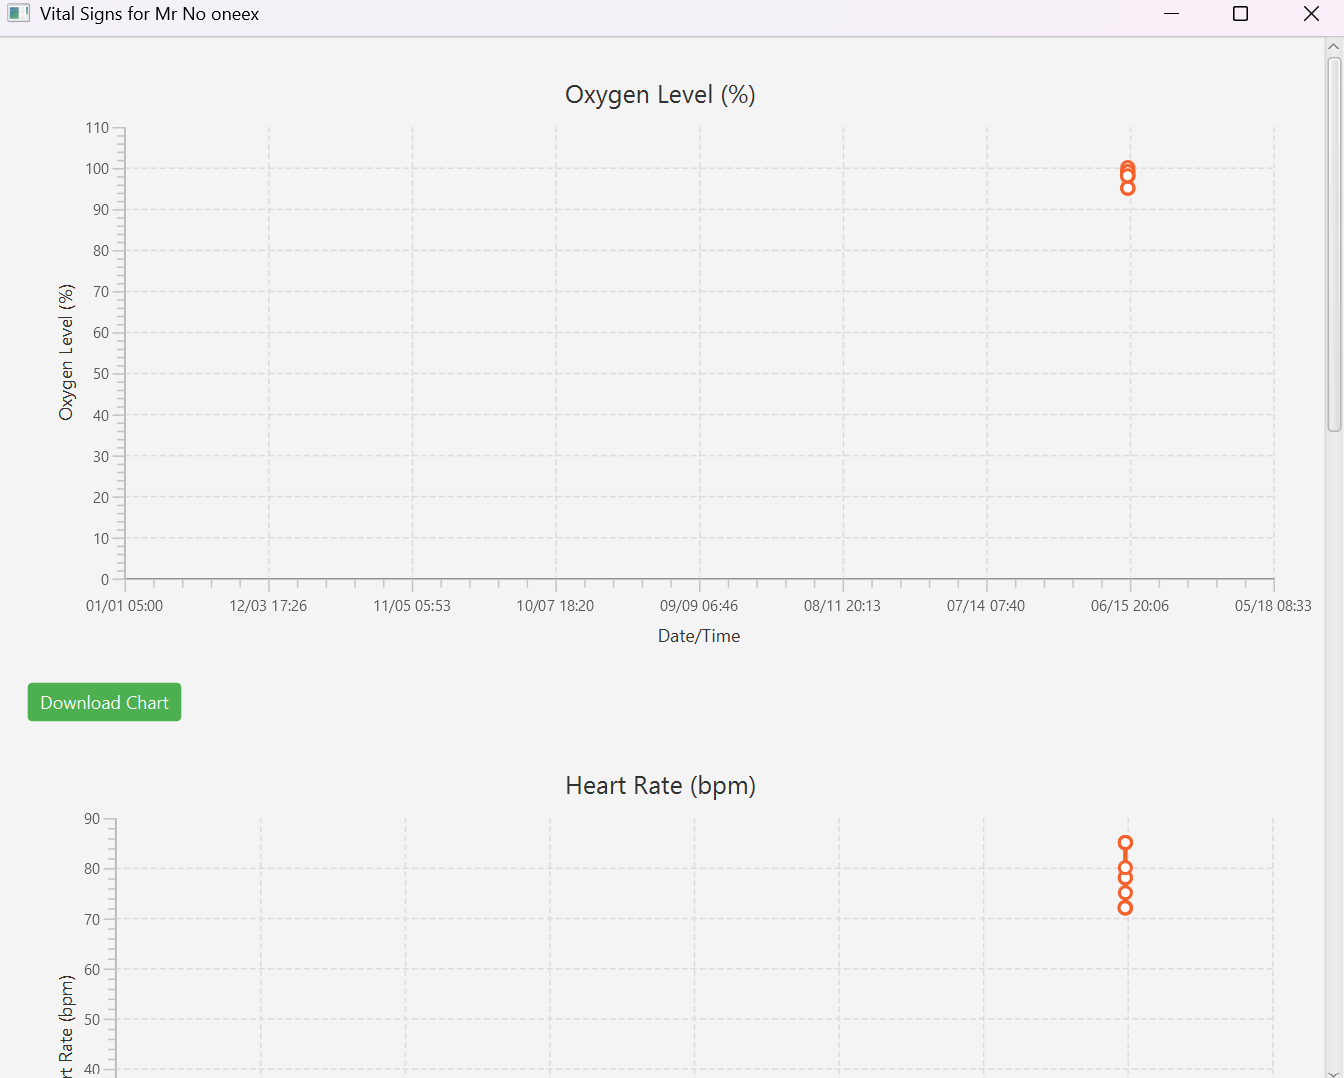 Vital Signs for Mr No oneex
Oxygen Level (%)
110
100
90
80
70
60
50
40
30
20
10
0
Oxygen Level (%)
01/01 05:00 12/03 17:26 11/05 05:53 10/07 18:20 09/09 06:46 08/11 20:13 07/14 07:40 06/15 20:06 05/18 08:33
Date/Time
Download Chart
Heart Rate (bpm)
90
80
70
60
50
40
rt Rate (bpm)